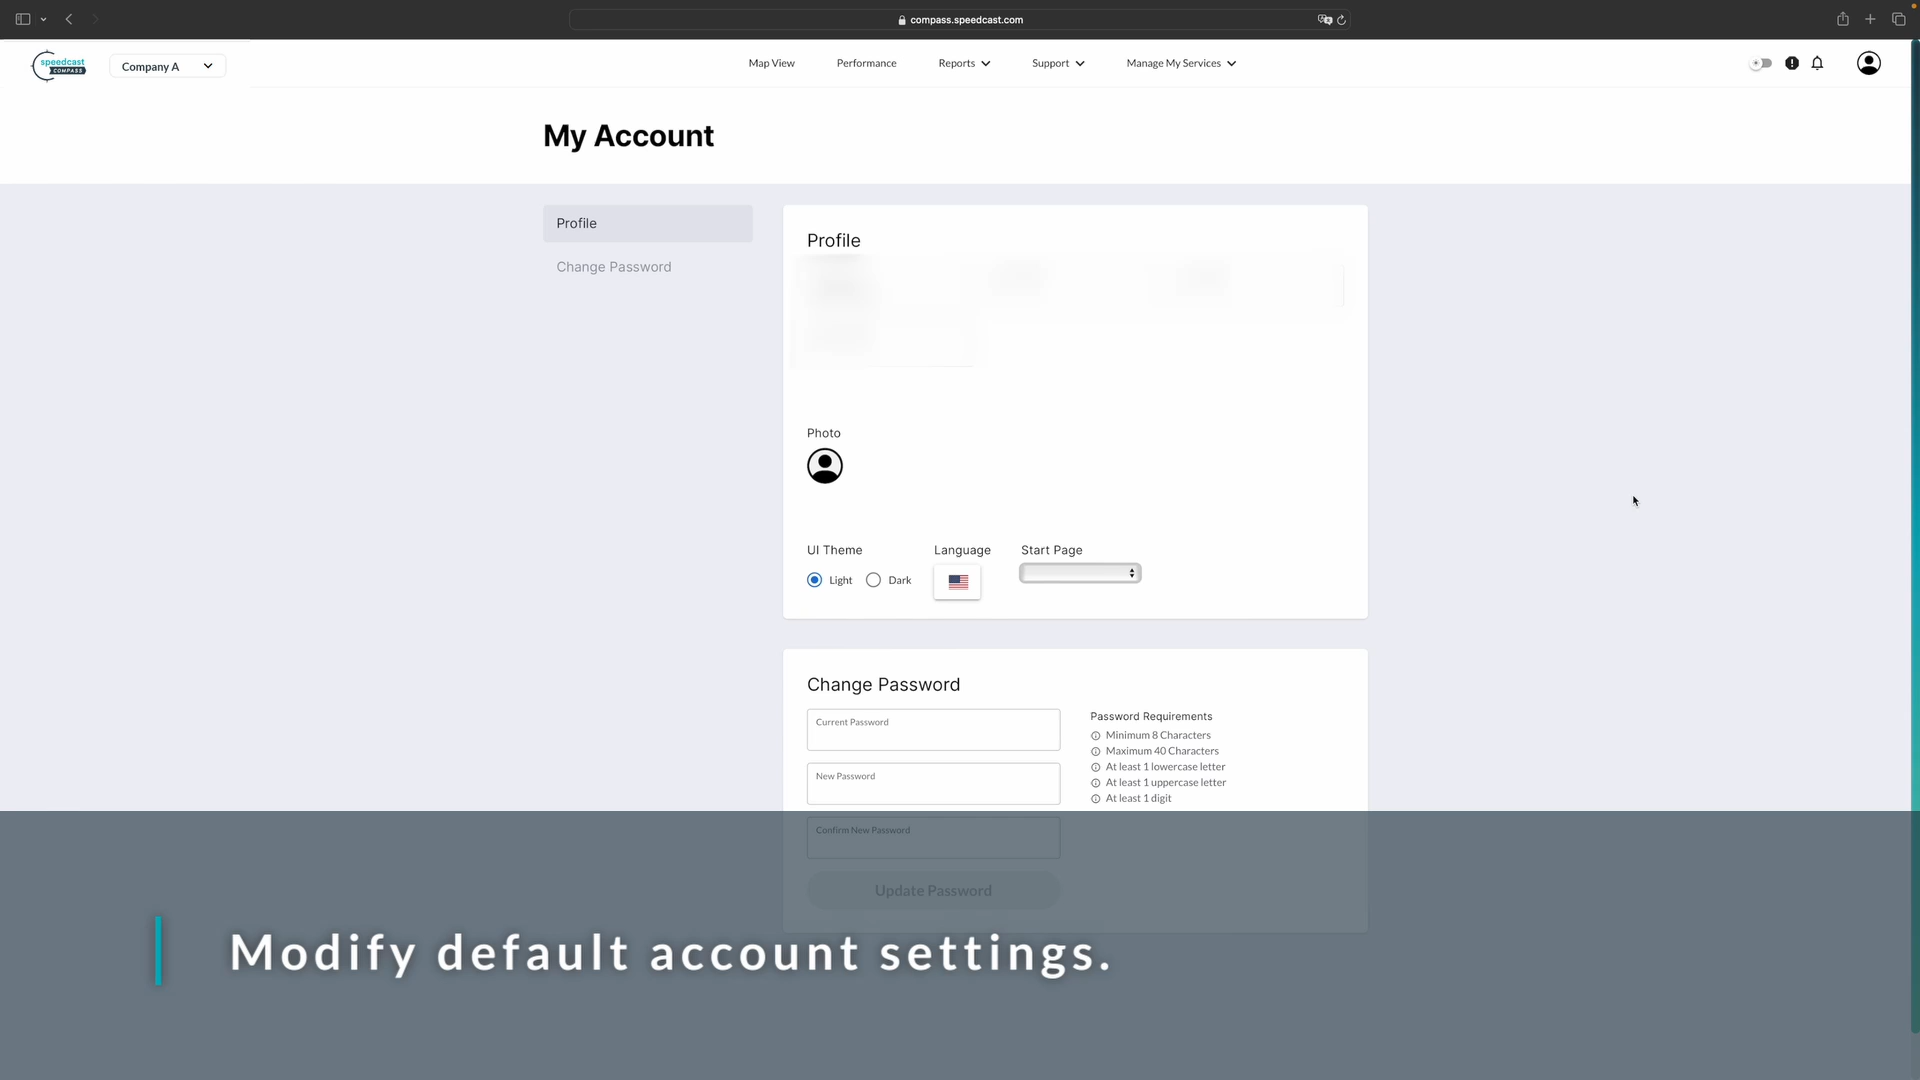 compass.speedcast.com
speedcast
COMPASS
Company A
Map View
Performance
Reports
Support
Manage My Services
My Account
Profile
Change Password
Profile
Photo
UI Theme
Language
Start Page
Light
Dark
Change Password
Current Password
New Password
Confirm New Password
Update Password
Password Requirements
Minimum 8 Characters
Maximum 40 Characters
At least 1 lowercase letter
At least 1 uppercase letter
At least 1 digit
Modify default account settings.